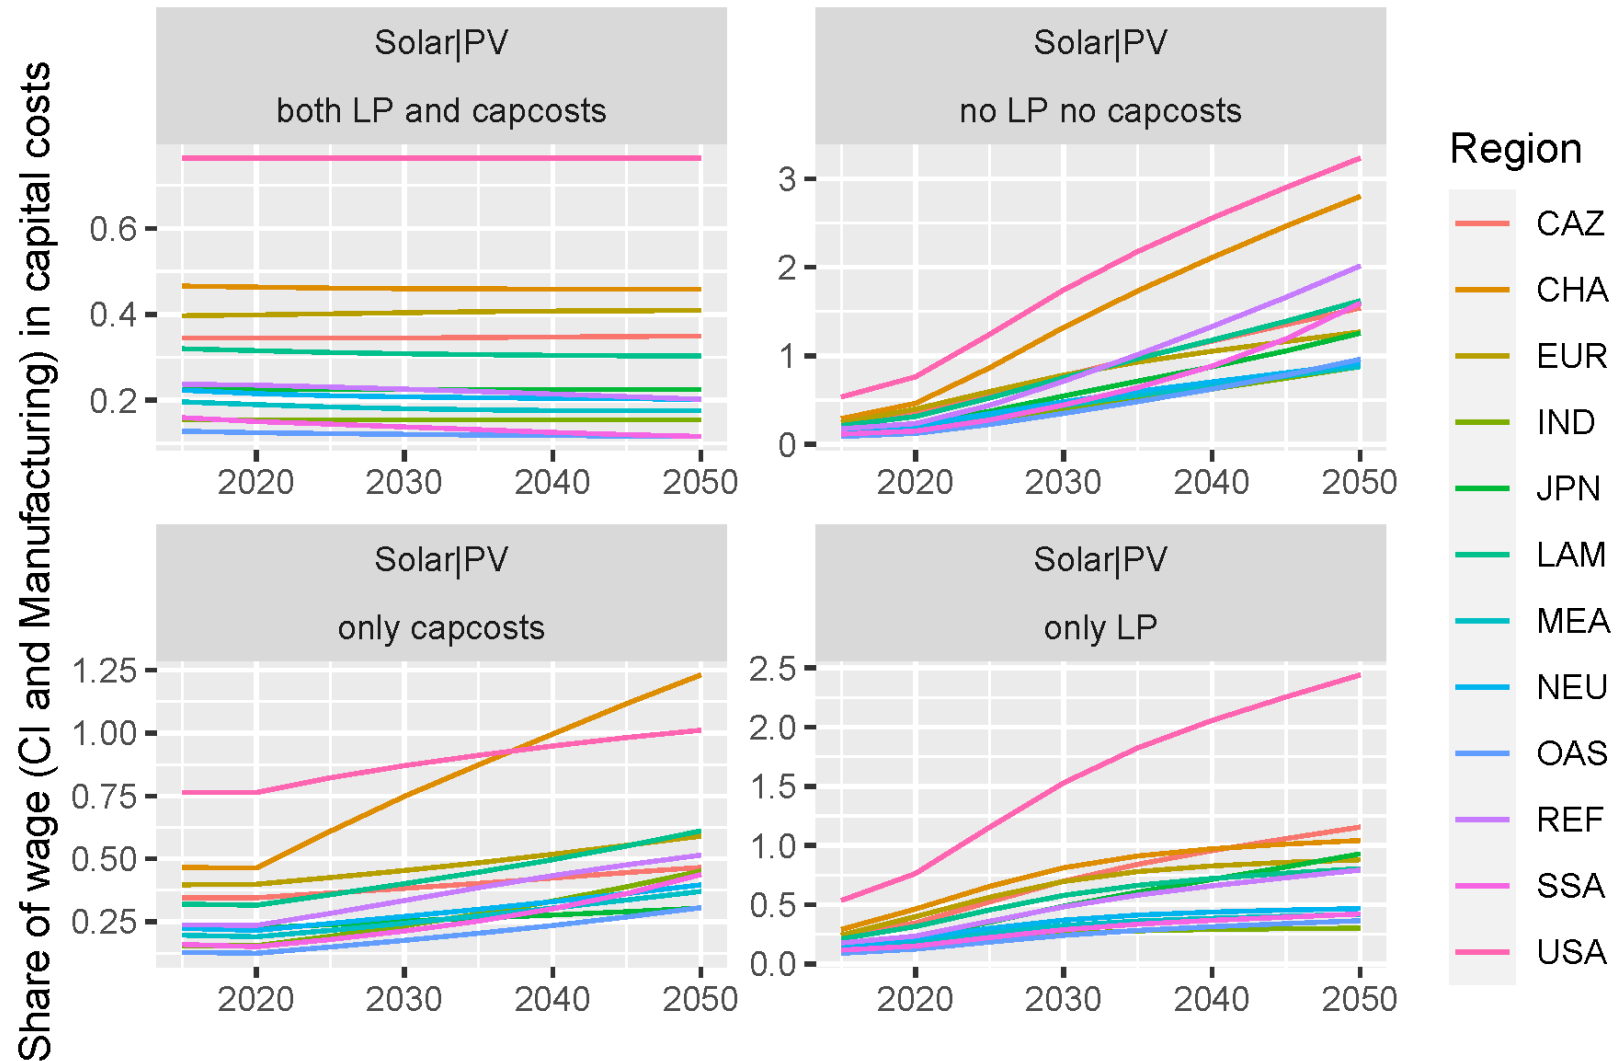 Share of wage (CI and Manufacturing) in capital costs
Solar|PV
both LP and capcosts
0.6
0.4
0.2
2020 2030 2040 2050
Solar|PV
no LP no capcosts
3
2
1
0
2020 2030 2040 2050
Solar|PV
only capcosts
1.25
1.00
0.75
0.50
0.25
2020 2030 2040 2050
Solar|PV
only LP
2.5
2.0
1.5
1.0
0.5
0.0
2020 2030 2040 2050
Region
CAZ
CHA
EUR
IND
JPN
LAM
MEA
NEU
OAS
REF
SSA
USA